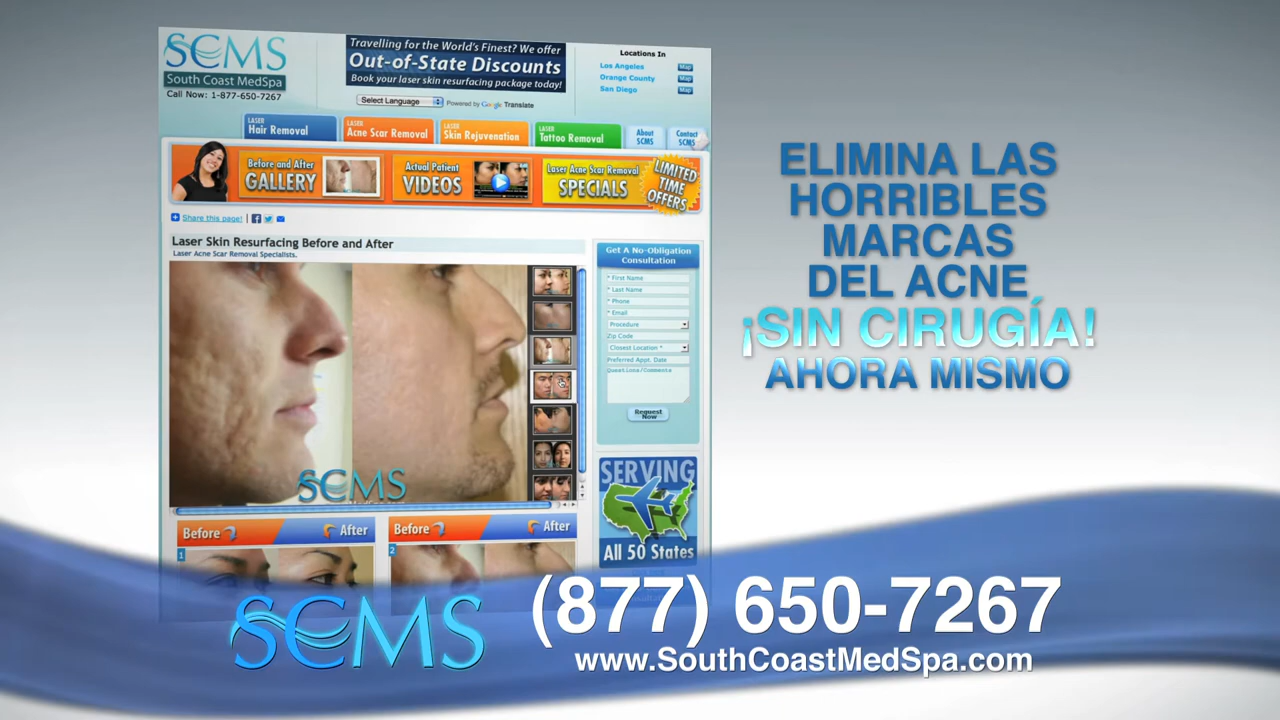 SCMS
South Coast MedSpa
Call Now: 1-877-650-7267
Travelling for the World's Finest? We offer
Out-of-State Discounts
Book your laser skin resurfacing package today!
Select Language
Powered by Google Translate
Locations In
Los Angeles Map
Orange County Map
San Diego Map
LASER
Hair Removal
LASER
Acne Scar Removal
LASER
Skin Rejuvenation
LASER
Tattoo Removal
About
SCMS
Contact
SCMS
Before and After
GALLERY
Actual Patient
VIDEOS
Laser Acne Scar Removal
SPECIALS
LIMITED
TIME
OFFERS
Share this page!
Laser Skin Resurfacing Before and After
Laser Acne Scar Removal Specialists.
SCMS
Get A No-Obligation
Consultation
* First Name
* Last Name
* Phone
* Email
Procedure
Zip Code
Closest Location *
Preferred Appt. Date
Questions/Comments
Request
Now
SERVING
All 50 States
Before
After
Before
After
1
2
ELIMINA LAS
HORRIBLES
MARCAS
DEL ACNE
¡SIN CIRUGÍA!
AHORA MISMO
SCMS
(877) 650-7267
www.SouthCoastMedSpa.com